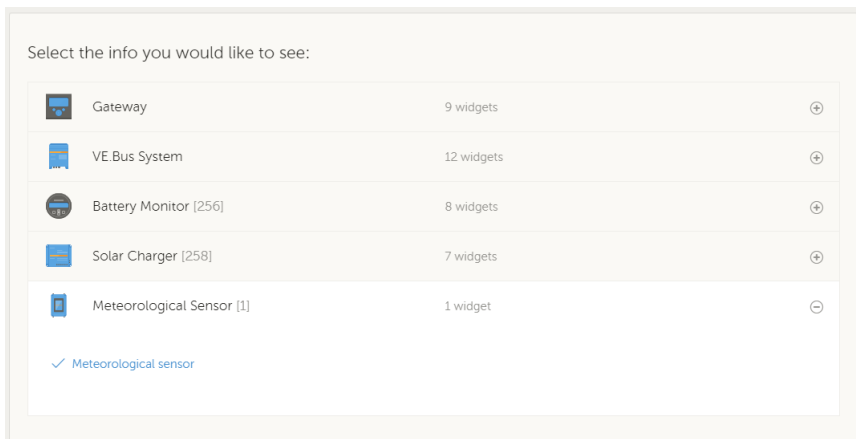 Select the info you would like to see:
Gateway 9 widgets
VE.Bus System 12 widgets
Battery Monitor [256] 8 widgets
Solar Charger [258] 7 widgets
Meteorological Sensor [1] 1 widget
Meteorological sensor